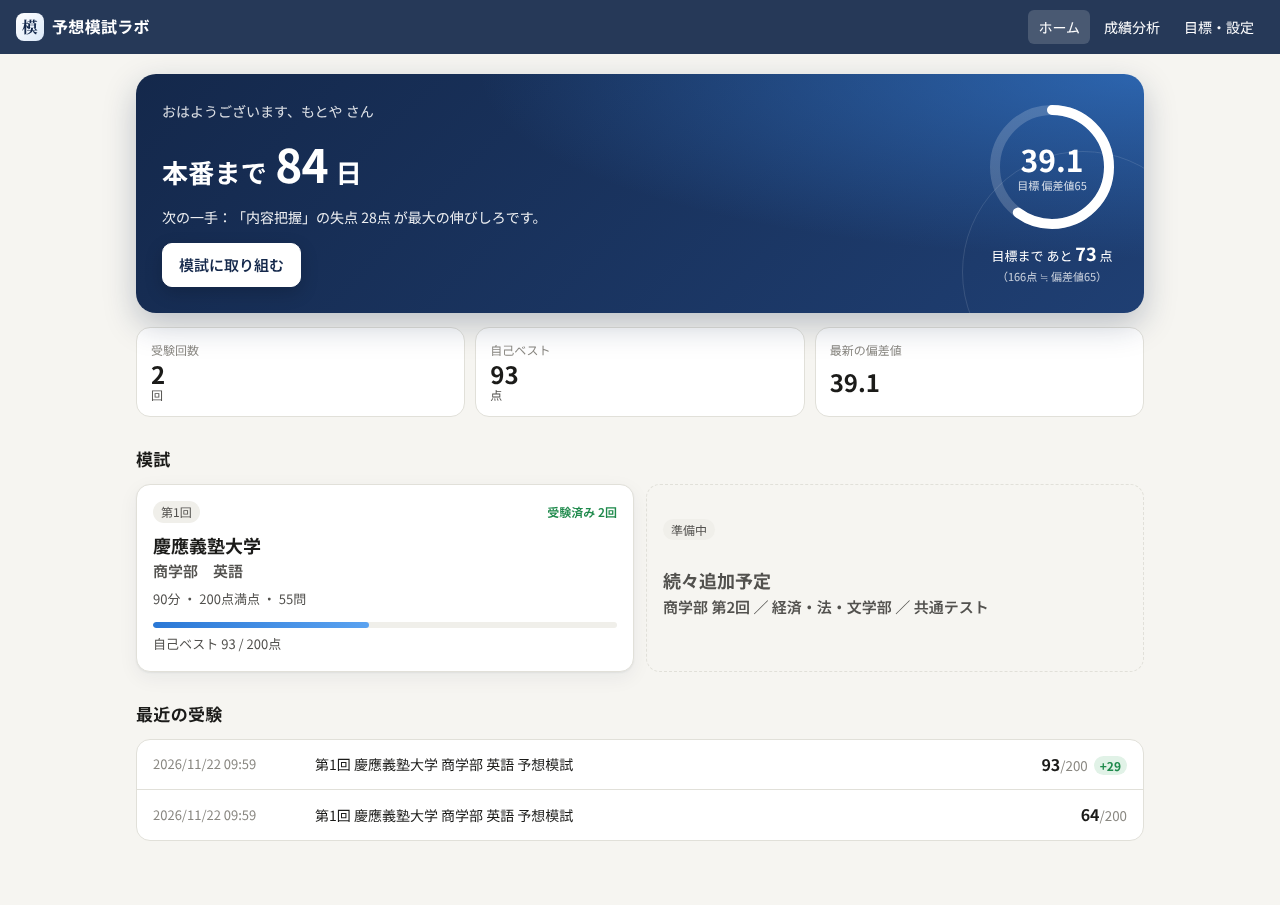 模 予想模試ラボ ホーム 成績分析 目標・設定
おはようございます、もとや さん
本番まで 84 日
次の一手：「内容把握」の失点 28点 が最大の伸びしろです。
模試に取り組む
39.1
目標 偏差値65
目標まで あと 73 点
（166点 ≒ 偏差値65）
受験回数
2
回
自己ベスト
93
点
最新の偏差値
39.1
模試
第1回 受験済み 2回
慶應義塾大学
商学部 英語
90分 ・ 200点満点 ・ 55問
自己ベスト 93 / 200点
準備中
続々追加予定
商学部 第2回 ／ 経済・法・文学部 ／ 共通テスト
最近の受験
2026/11/22 09:59 第1回 慶應義塾大学 商学部 英語 予想模試 93/200 +29
2026/11/22 09:59 第1回 慶應義塾大学 商学部 英語 予想模試 64/200